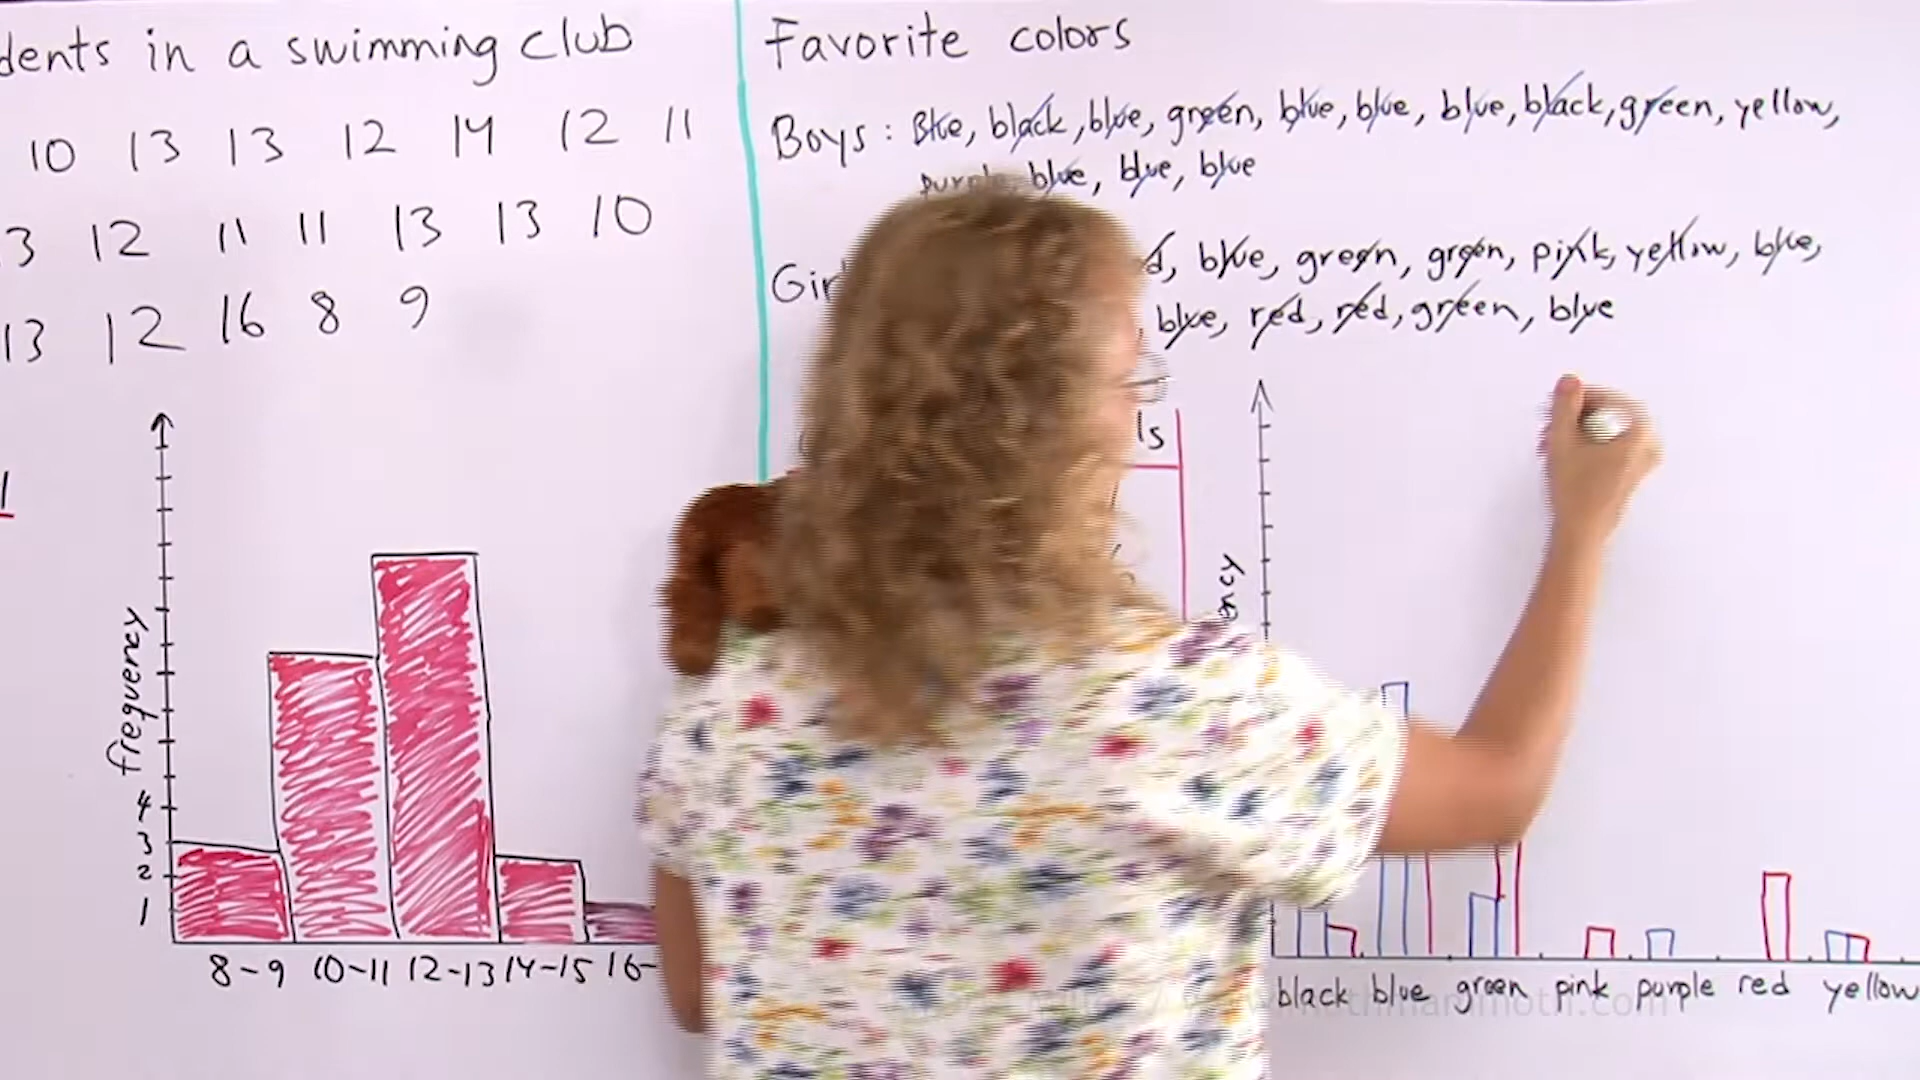 in a swimming club
10 13 13 12 14 12 11
3 12 11 11 13 13 10
13 12 16 8 9
frequency
4
3
2
1
8-9 10-11 12-13 14-15 16-
Favorite colors
Boys: Blue, black, blue, green, blue, blue, blue, black, green, yellow,
purple, blue, blue, blue
blue, green, green, pink, yellow, blue,
blue, red, red, green, blue
black blue green pink purple red yellow